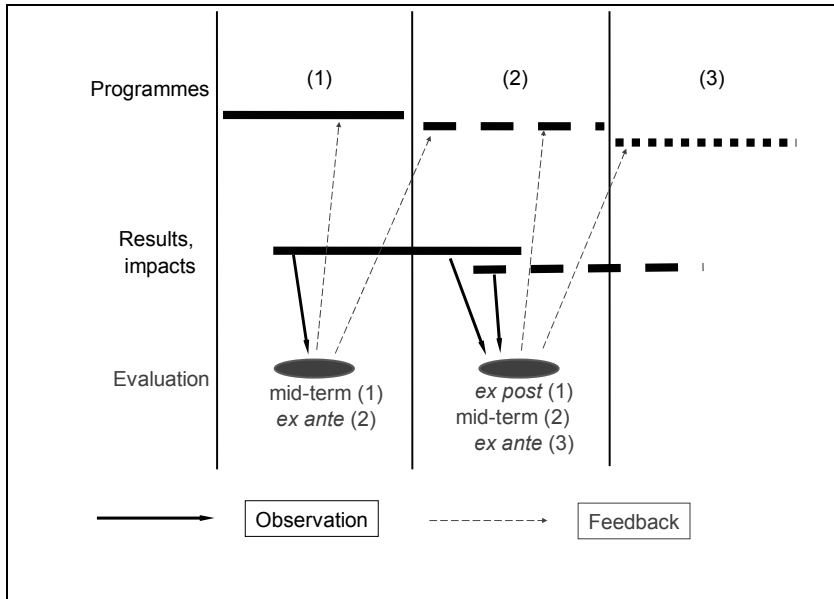 (1) (2) (3)
Programmes
Results,
impacts
Evaluation
mid-term (1)
ex ante (2)
ex post (1)
mid-term (2)
ex ante (3)
Observation
Feedback